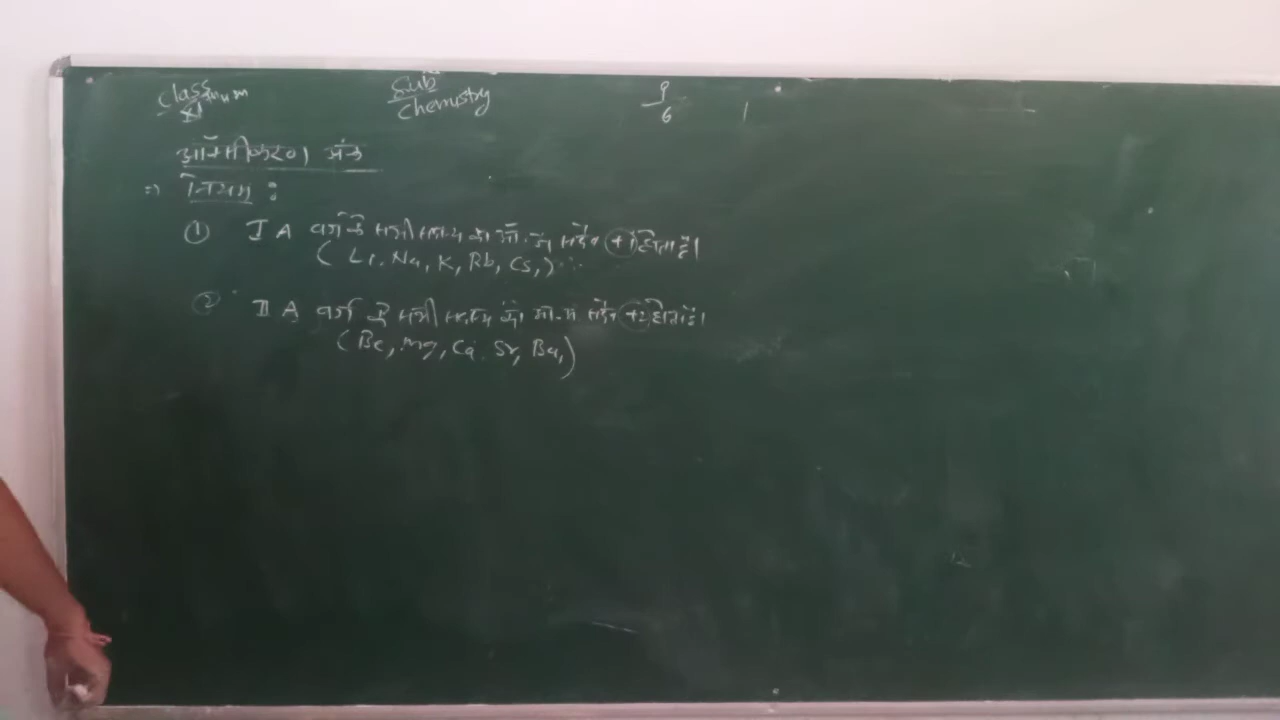 Class Sub
XI Chemistry 9
6
ऑक्सीकरण अंक
⇒ नियम :
① I A वर्ग के सभी तत्व का ऑ. अं सदैव +1 होता है।
(Li, Na, K, Rb, Cs,)
② II A वर्ग के सभी तत्व का ऑ. अं सदैव +2 होता है।
(Be, Mg, Ca, Sr, Ba,)